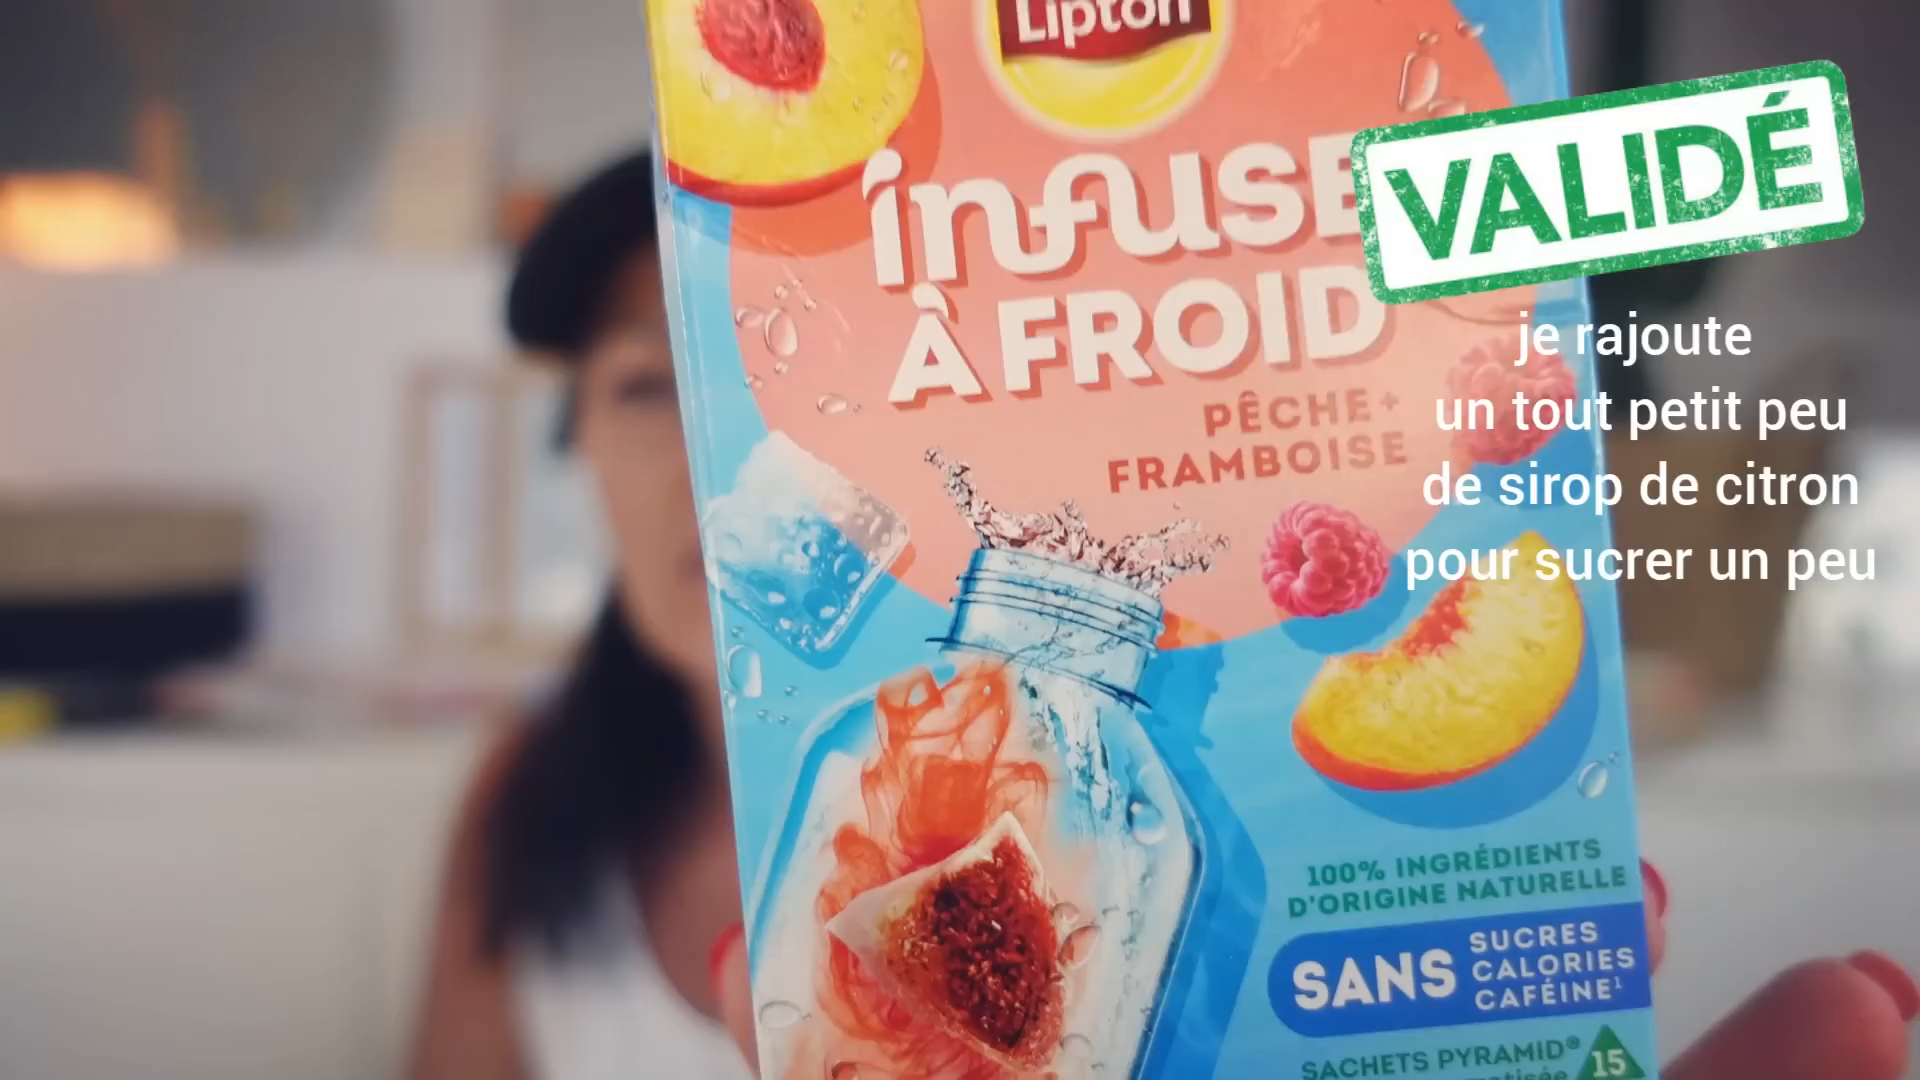 Lipton
infuse
À FROID
PÊCHE+
FRAMBOISE
VALIDÉ
je rajoute
un tout petit peu
de sirop de citron
pour sucrer un peu
100% INGRÉDIENTS
D'ORIGINE NATURELLE
SANS
SUCRES
CALORIES
CAFÉINE¹
SACHETS PYRAMID®
15